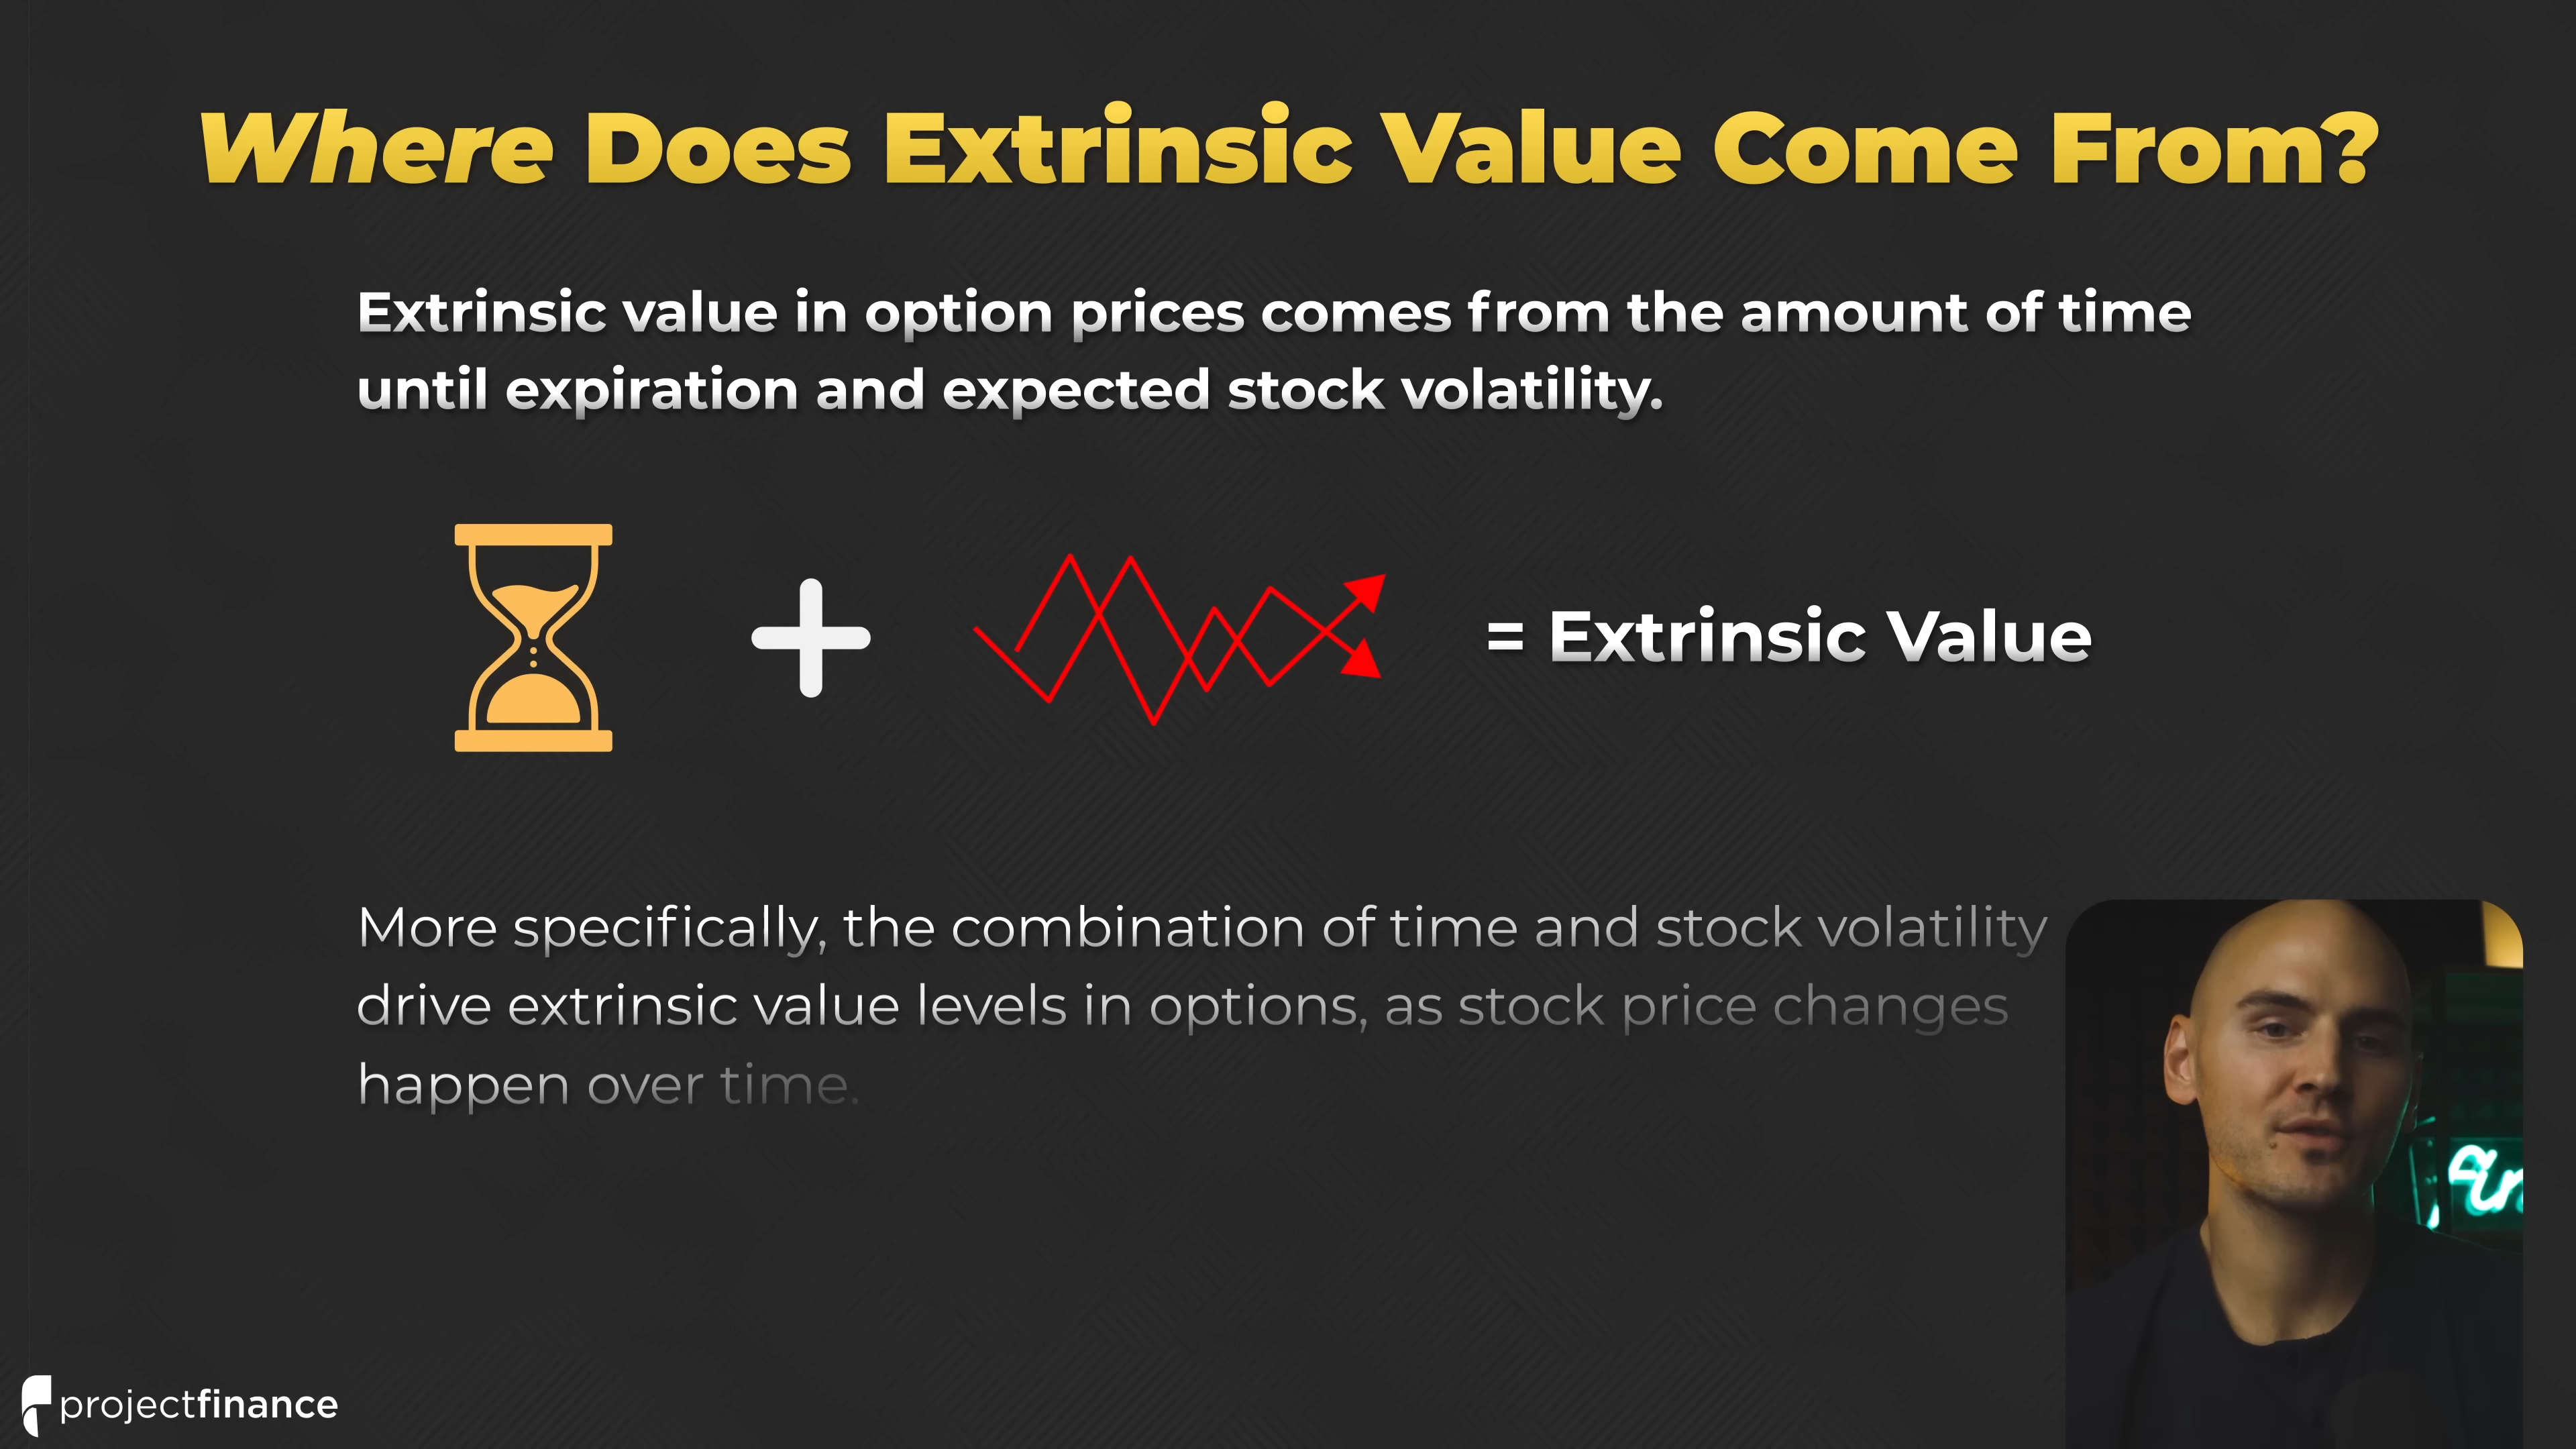 Where Does Extrinsic Value Come From?
Extrinsic value in option prices comes from the amount of time
until expiration and expected stock volatility.
= Extrinsic Value
More specifically, the combination of time and stock volatility
drive extrinsic value levels in options, as stock price changes
happen over time.
projectfinance